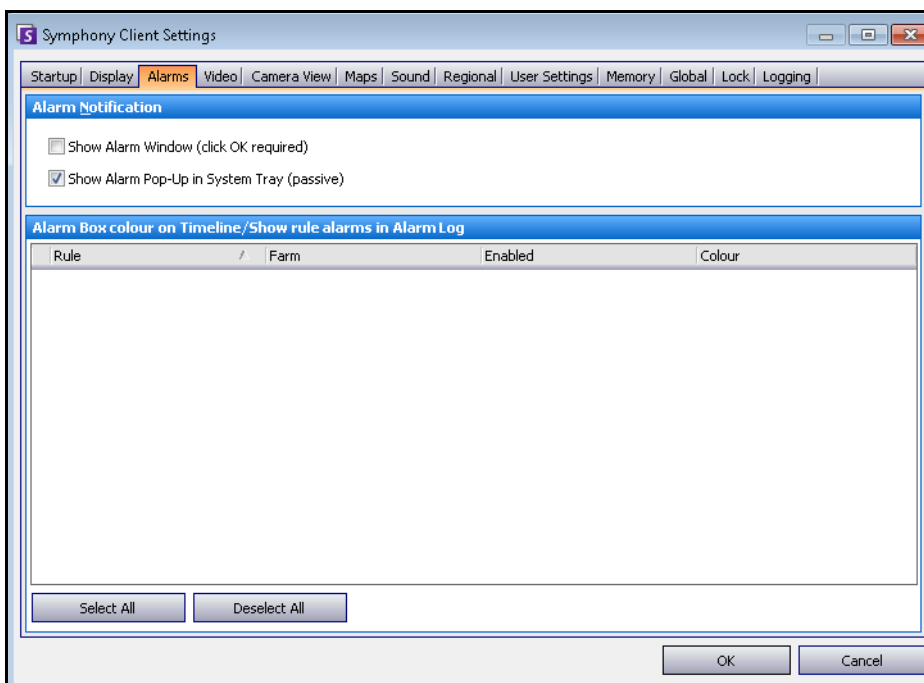 S Symphony Client Settings
Startup Display Alarms Video Camera View Maps Sound Regional User Settings Memory Global Lock Logging
Alarm Notification
Show Alarm Window (click OK required)
Show Alarm Pop-Up in System Tray (passive)
Alarm Box colour on Timeline/Show rule alarms in Alarm Log
Rule Farm Enabled Colour
Select All Deselect All
OK Cancel